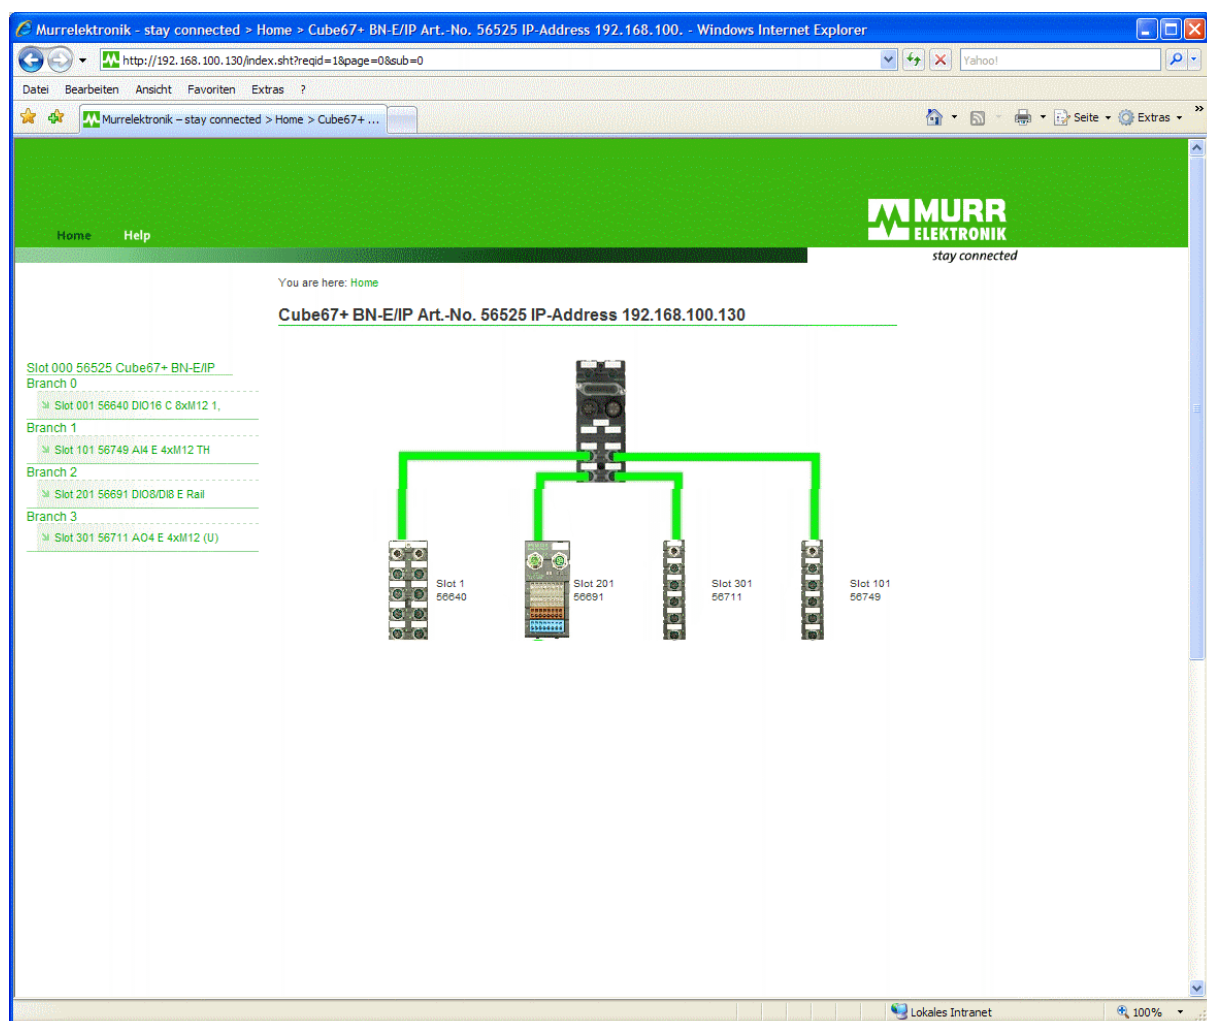 Murrelektronik - stay connected > Home > Cube67+ BN-E/IP Art.-No. 56525 IP-Address 192.168.100. - Windows Internet Explorer
http://192.168.100.130/index.sht?reqid=1&page=0&sub=0
Yahoo!
Datei Bearbeiten Ansicht Favoriten Extras ?
Murrelektronik – stay connected > Home > Cube67+ ...
Seite Extras »
MURR
ELEKTRONIK
stay connected
Home Help
You are here: Home
Cube67+ BN-E/IP Art.-No. 56525 IP-Address 192.168.100.130
Slot 000 56525 Cube67+ BN-E/IP
Branch 0
Slot 001 56640 DIO16 C 8xM12 1,
Branch 1
Slot 101 56749 AI4 E 4xM12 TH
Branch 2
Slot 201 56691 DIO8/DI8 E Rail
Branch 3
Slot 301 56711 AO4 E 4xM12 (U)
Slot 1
56640
Slot 201
56691
Slot 301
56711
Slot 101
56749
Lokales Intranet
100%